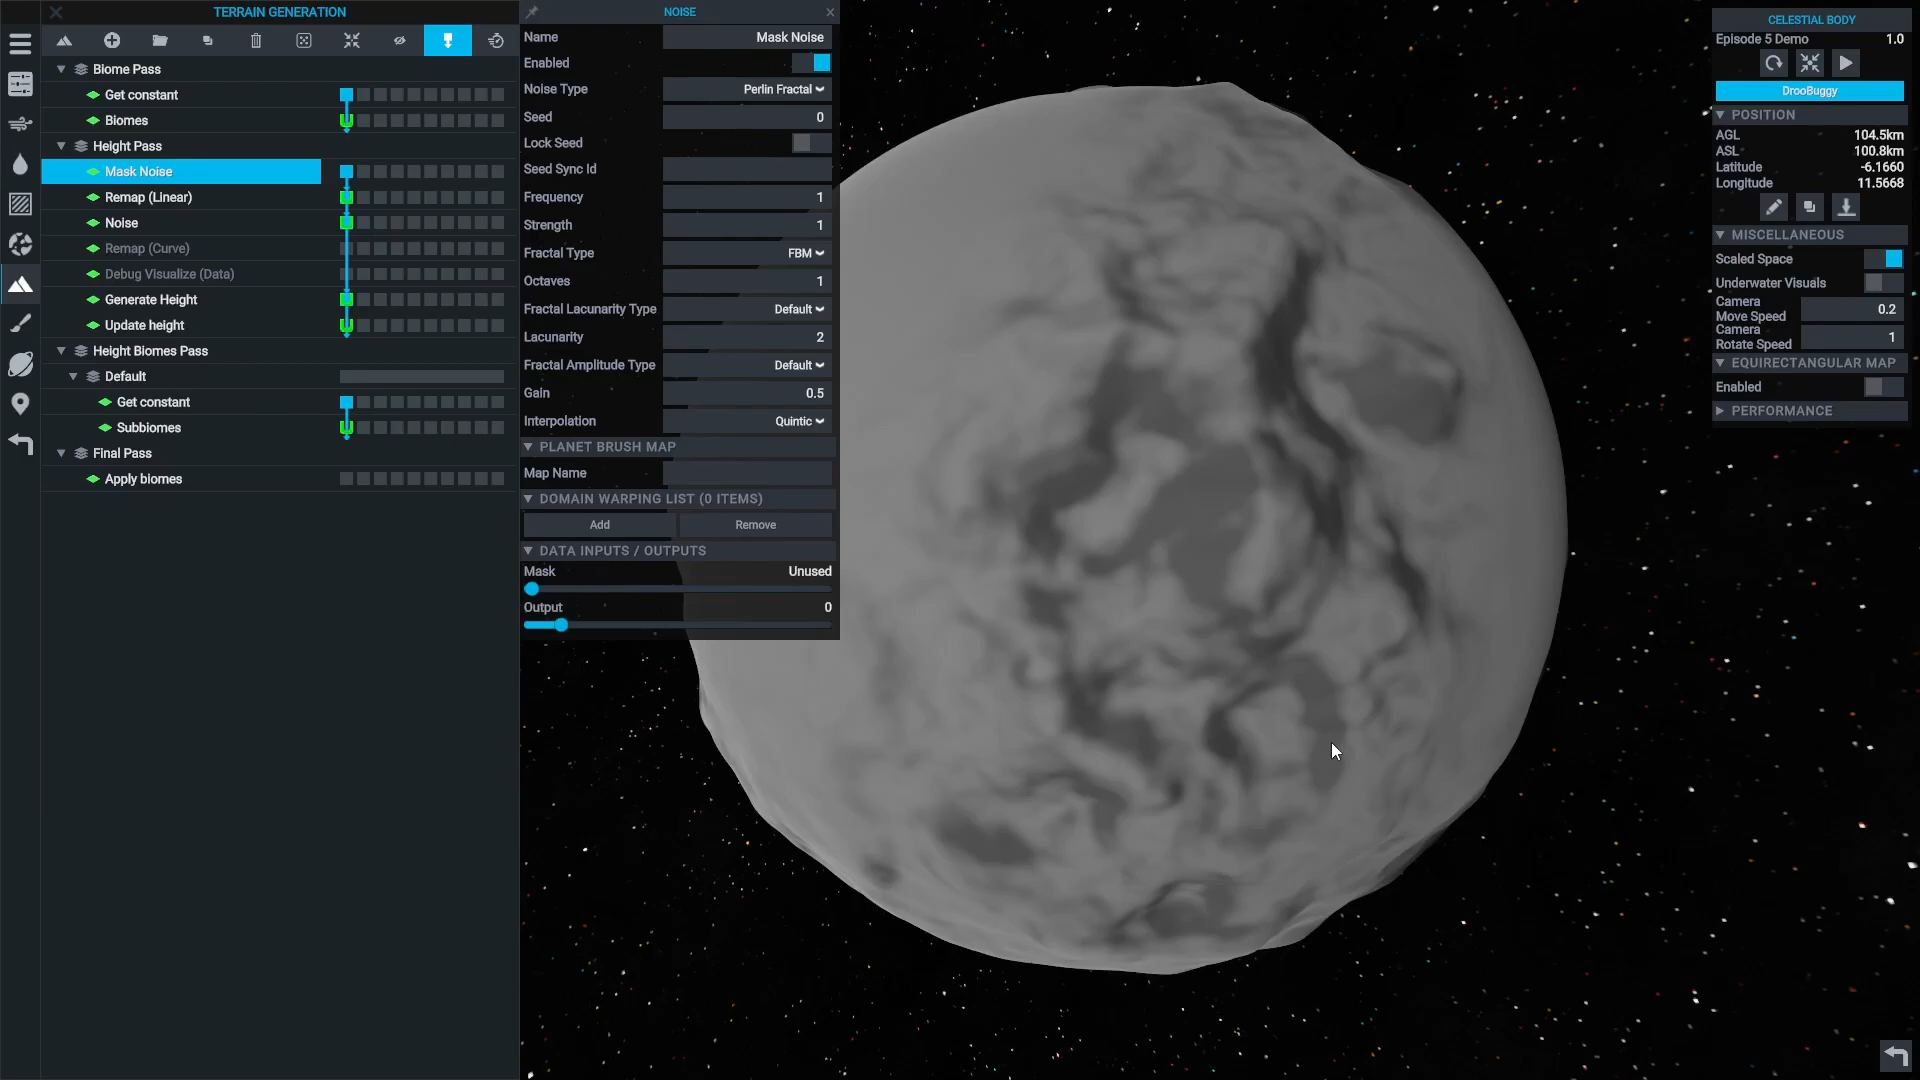 TERRAIN GENERATION
Biome Pass
Get constant
Biomes
Height Pass
Mask Noise
Remap (Linear)
Noise
Remap (Curve)
Debug Visualize (Data)
Generate Height
Update height
Height Biomes Pass
Default
Get constant
Subbiomes
Final Pass
Apply biomes
NOISE
Name Mask Noise
Enabled
Noise Type Perlin Fractal
Seed 0
Lock Seed
Seed Sync Id
Frequency 1
Strength 1
Fractal Type FBM
Octaves 1
Fractal Lacunarity Type Default
Lacunarity 2
Fractal Amplitude Type Default
Gain 0.5
Interpolation Quintic
PLANET BRUSH MAP
Map Name
DOMAIN WARPING LIST (0 ITEMS)
Add Remove
DATA INPUTS / OUTPUTS
Mask Unused
Output 0
CELESTIAL BODY
Episode 5 Demo 1.0
DrooBuggy
POSITION
AGL 104.5km
ASL 100.8km
Latitude -6.1660
Longitude 11.5668
MISCELLANEOUS
Scaled Space
Underwater Visuals
Camera
Move Speed 0.2
Camera
Rotate Speed 1
EQUIRECTANGULAR MAP
Enabled
PERFORMANCE